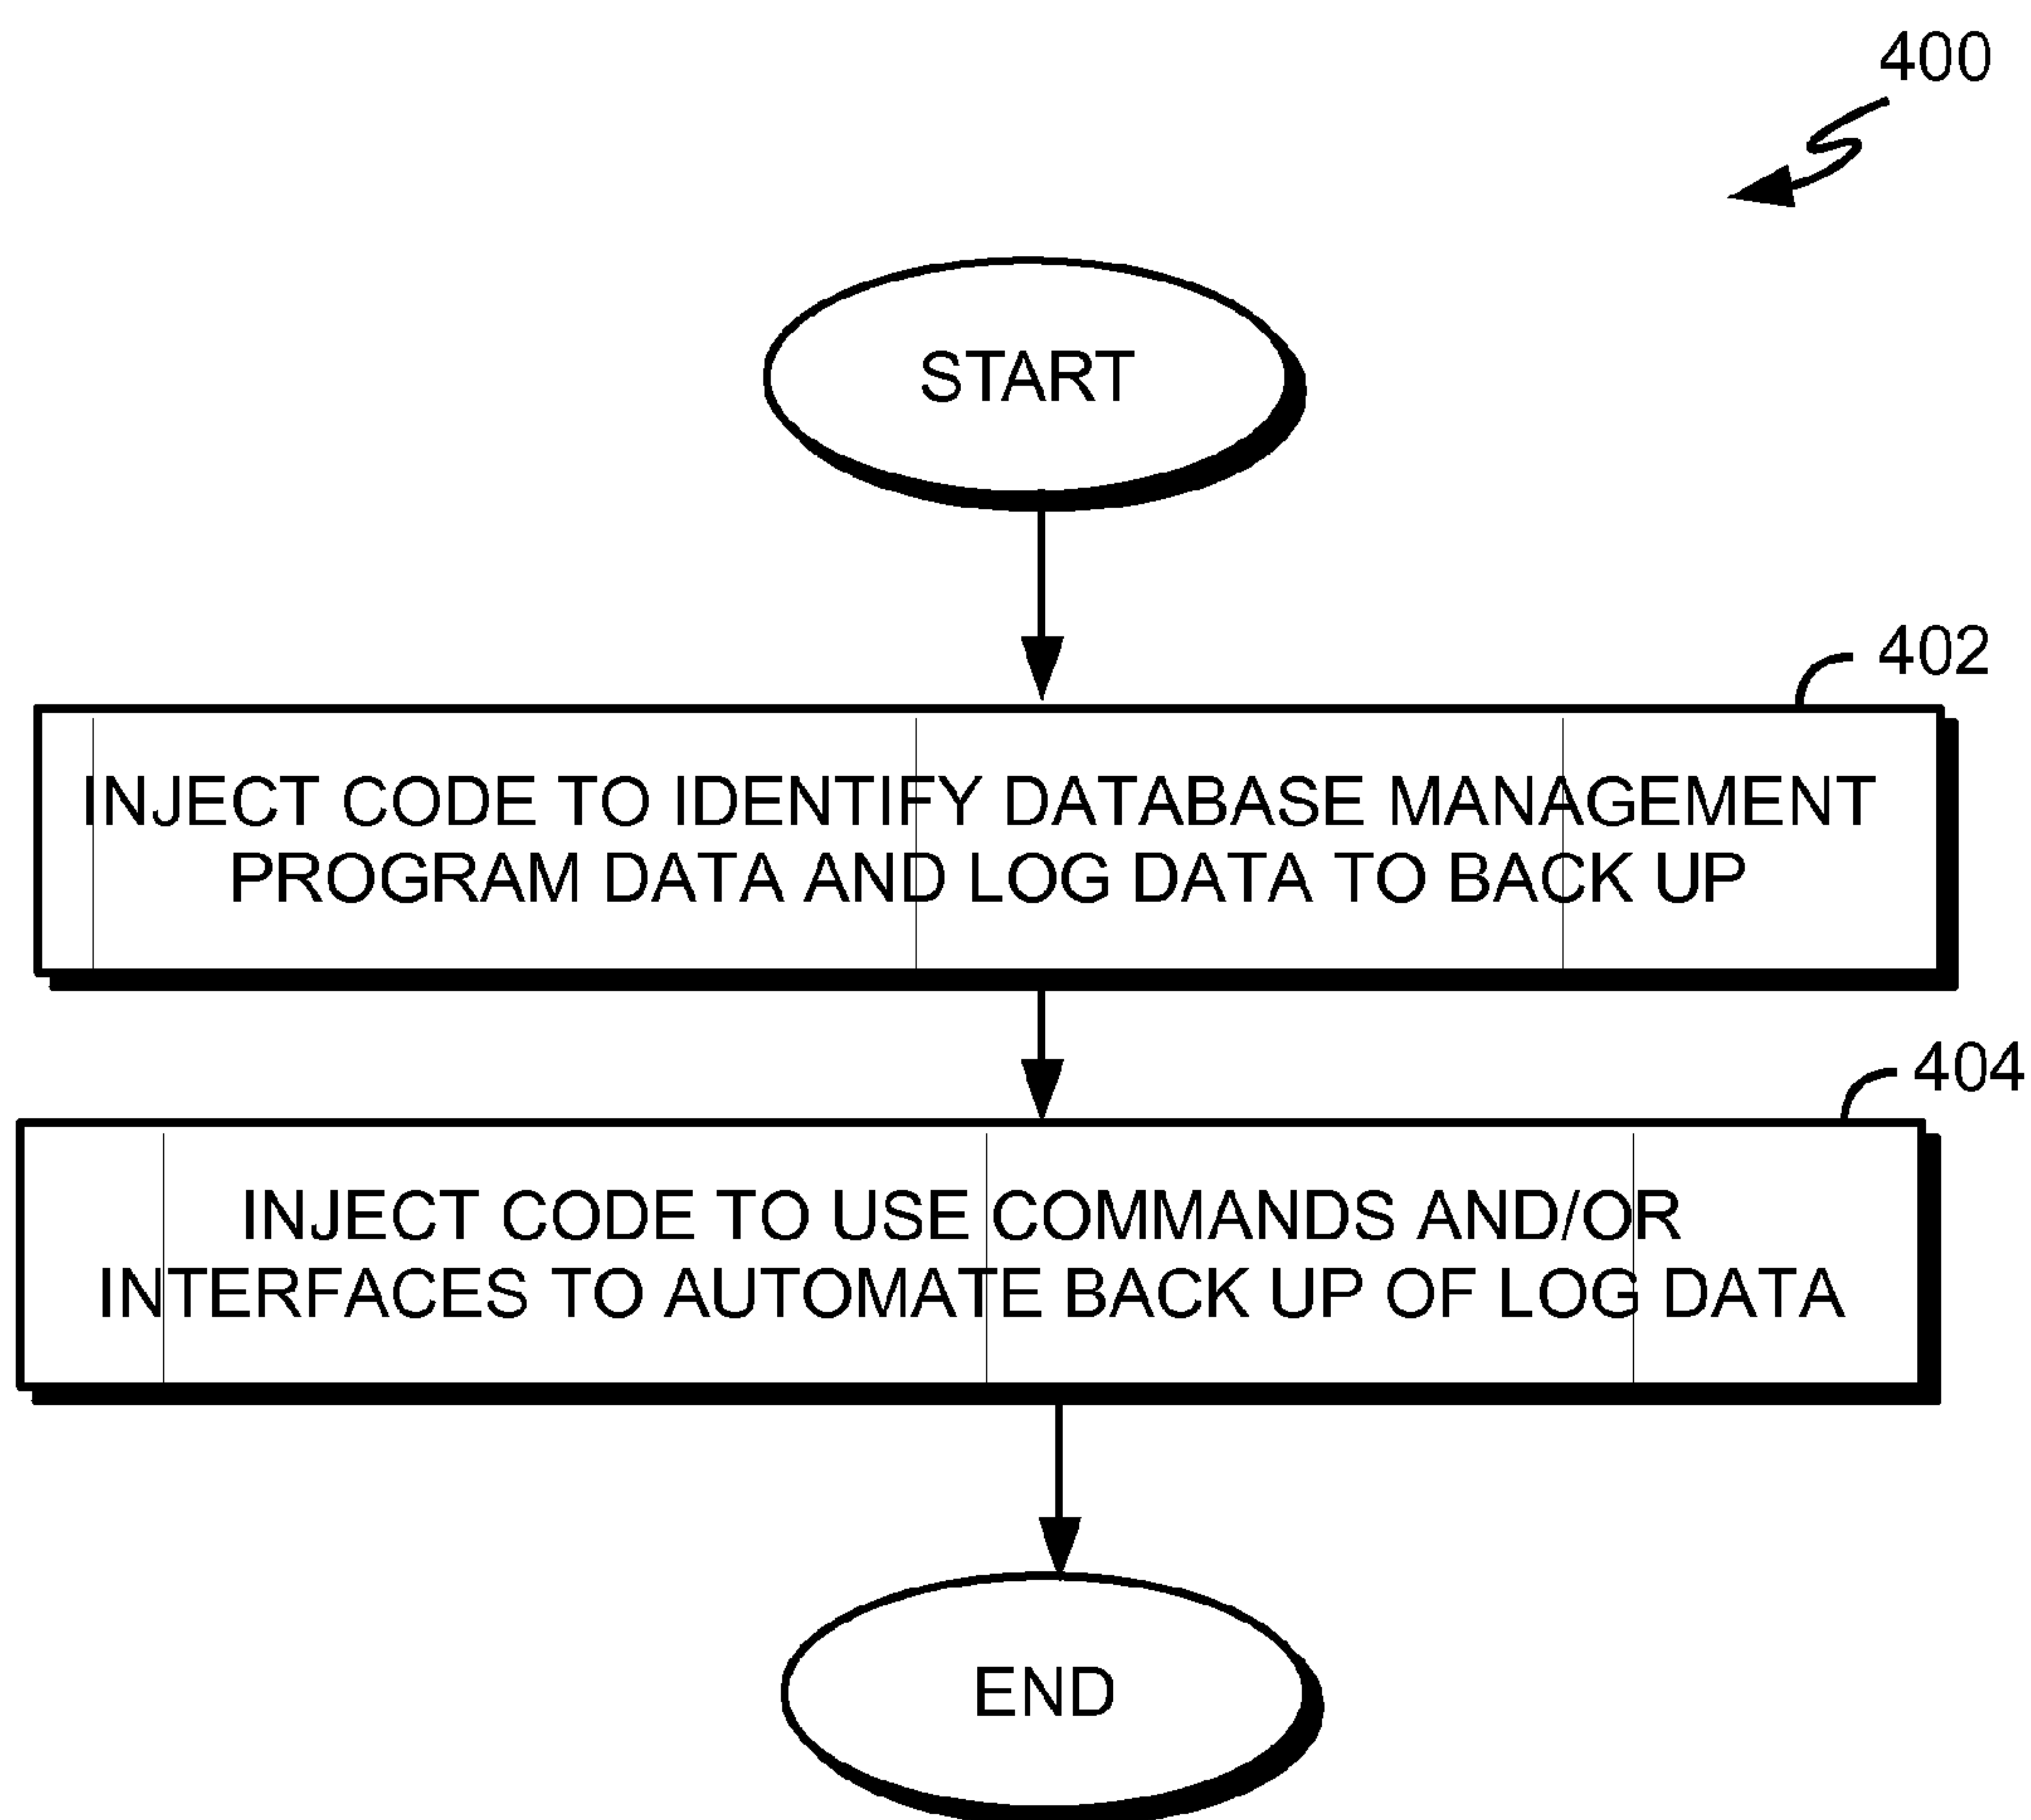 400
START
402
INJECT CODE TO IDENTIFY DATABASE MANAGEMENT
PROGRAM DATA AND LOG DATA TO BACK UP
404
INJECT CODE TO USE COMMANDS AND/OR
INTERFACES TO AUTOMATE BACK UP OF LOG DATA
END